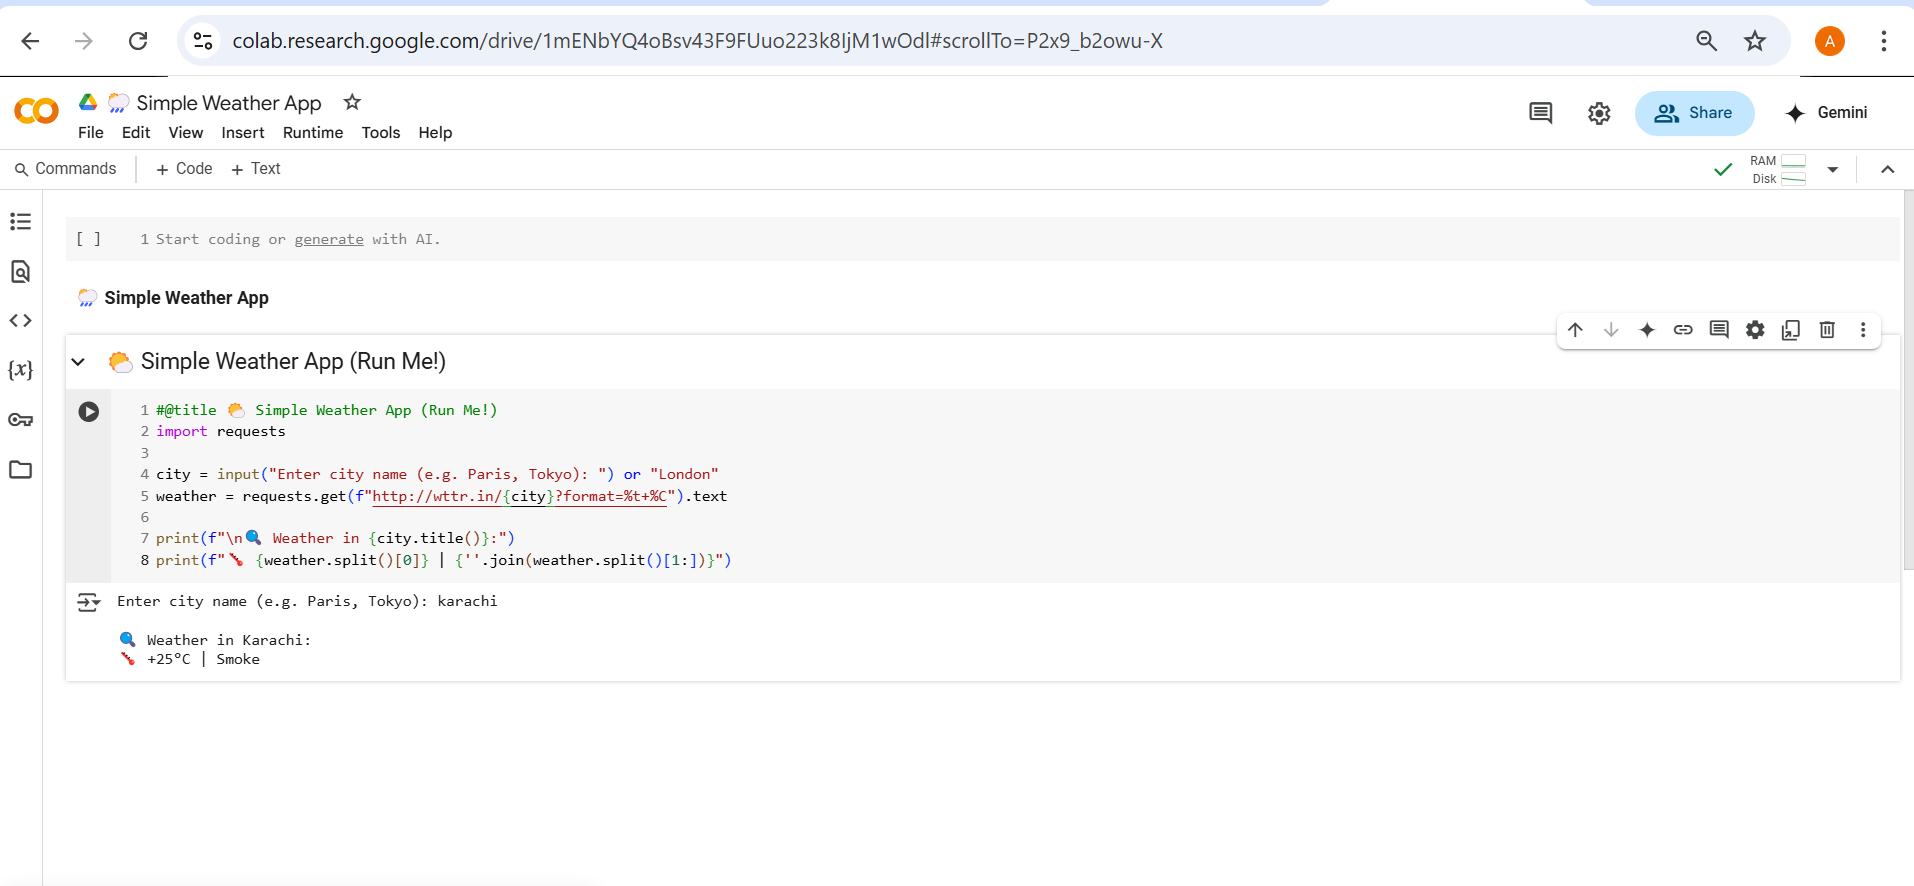 colab.research.google.com/drive/1mENbYQ4oBsv43F9FUuo223k8IjM1wOdl#scrollTo=P2x9_b2owu-X
A
🌦️ Simple Weather App
File Edit View Insert Runtime Tools Help
Share
Gemini
Commands + Code + Text
RAM
Disk
[ ] 1 Start coding or generate with AI.
🌦️ Simple Weather App
🌤️ Simple Weather App (Run Me!)
1 #@title 🌤️ Simple Weather App (Run Me!)
2 import requests
3
4 city = input("Enter city name (e.g. Paris, Tokyo): ") or "London"
5 weather = requests.get(f"http://wttr.in/{city}?format=%t+%C").text
6
7 print(f"\n🔍 Weather in {city.title()}:")
8 print(f"🌡️ {weather.split()[0]} | {''.join(weather.split()[1:])}")
{x}
Enter city name (e.g. Paris, Tokyo): karachi
🔍 Weather in Karachi:
🌡️ +25°C | Smoke